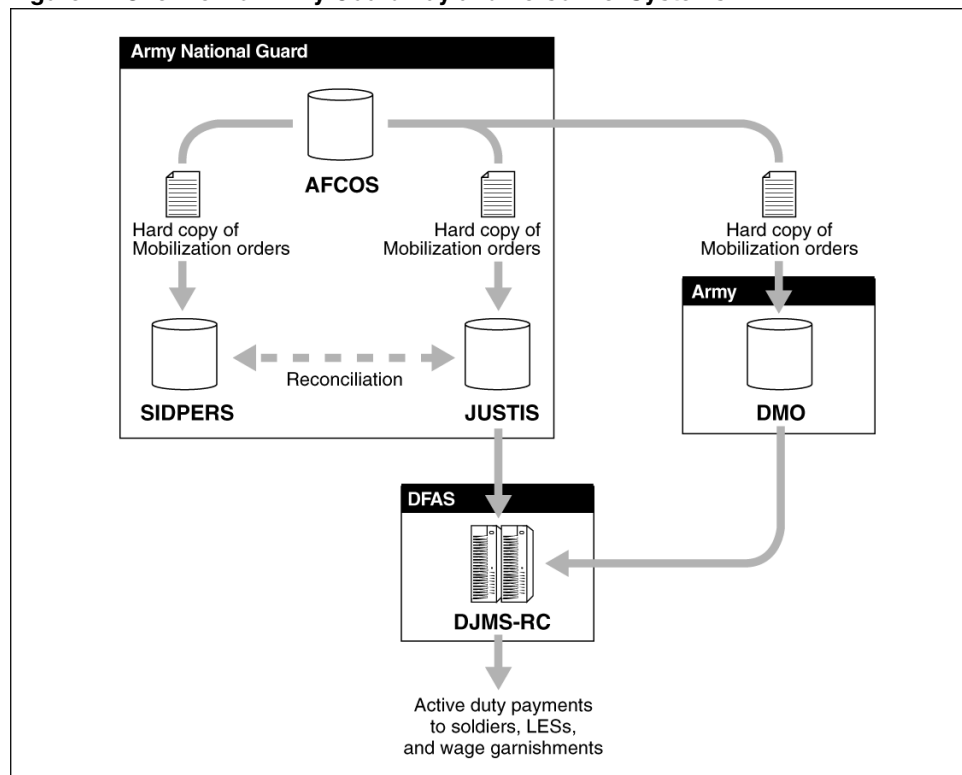 Army National Guard
AFCOS
Hard copy of
Mobilization orders
Hard copy of
Mobilization orders
Hard copy of
Mobilization orders
Army
Reconciliation
SIDPERS
JUSTIS
DMO
DFAS
DJMS-RC
Active duty payments
to soldiers, LESs,
and wage garnishments